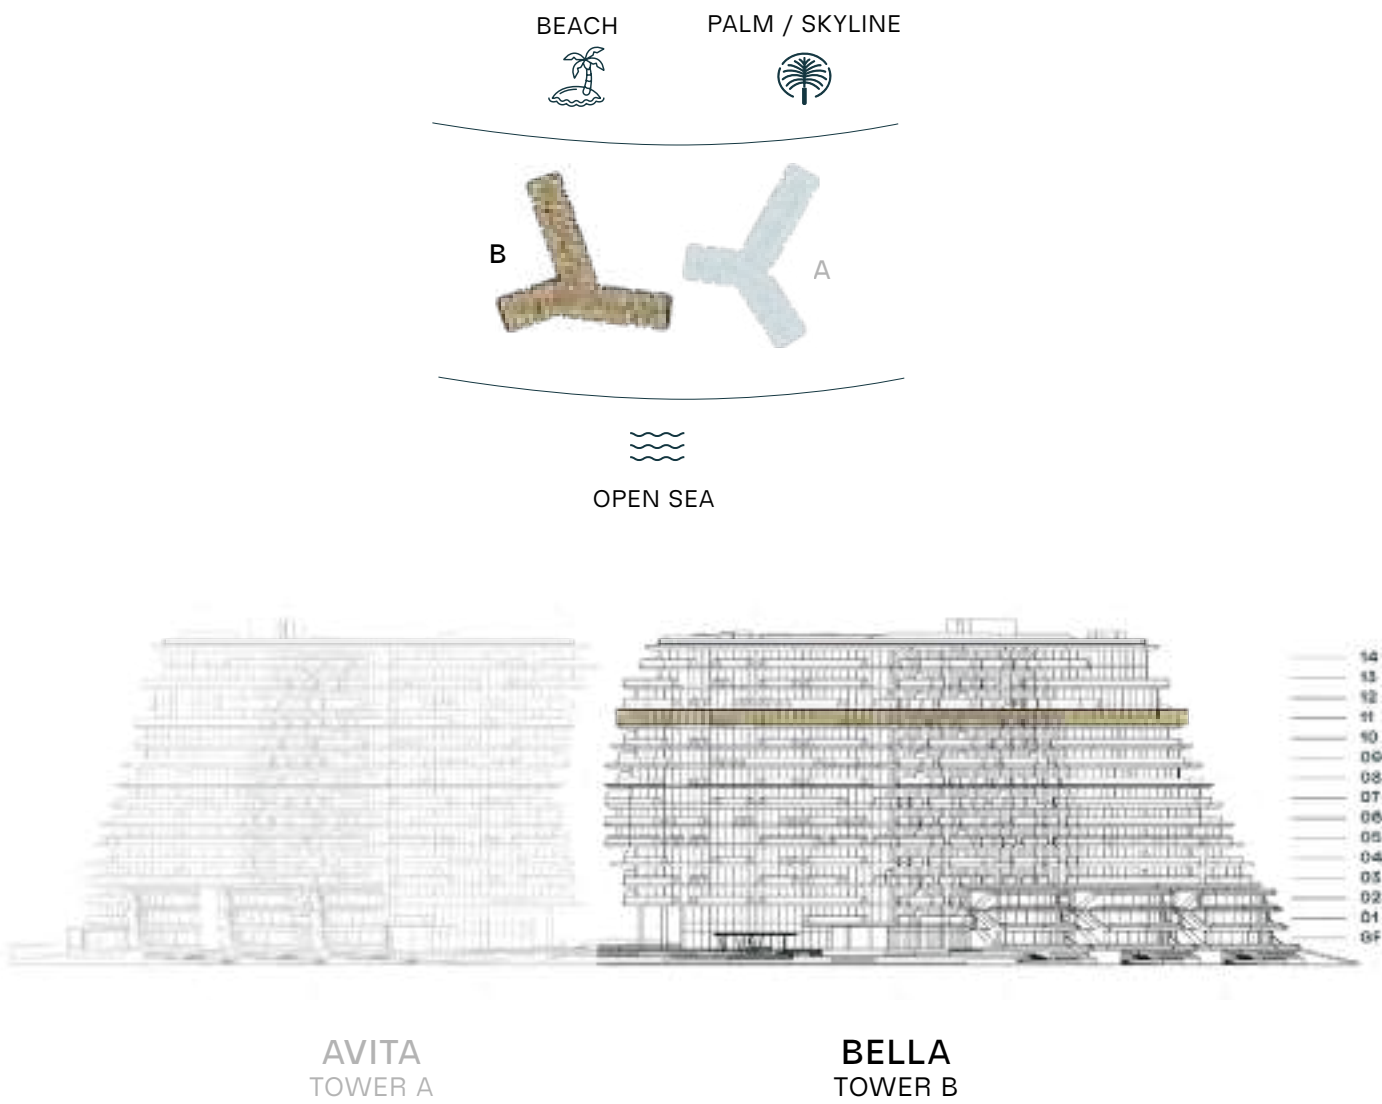 BEACH
PALM / SKYLINE
B
A
OPEN SEA
14
13
12
11
10
09
08
07
06
05
04
03
02
01
GF
AVITA
TOWER A
BELLA
TOWER B